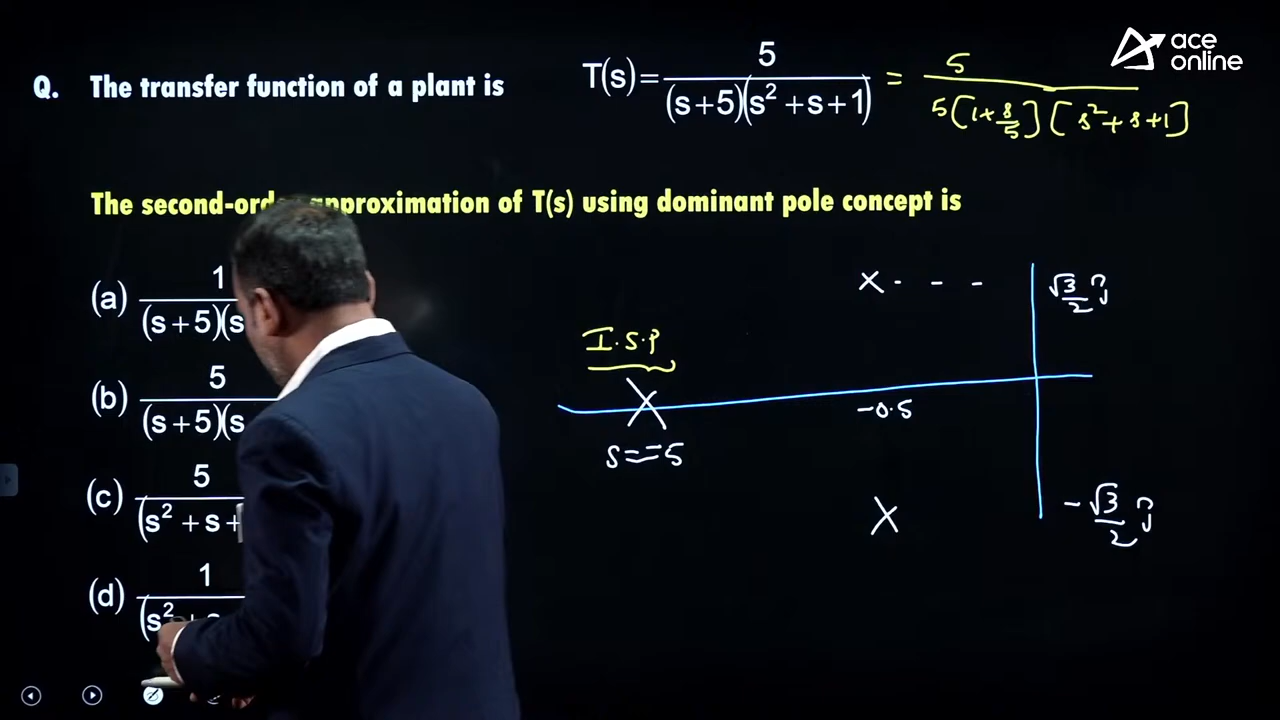 ace
online
Q. The transfer function of a plant is T(s) = 5 / (s+5)(s² + s + 1) = 5 / 5[1+s/5][s²+s+1]
The second-order approximation of T(s) using dominant pole concept is
(a) 1 / (s+5)(s
(b) 5 / (s+5)(s
(c) 5 / (s² + s +
(d) 1 / (s² +
× - - - √3/2 j
I.S.P
-0.5
s=-5
-√3/2 j